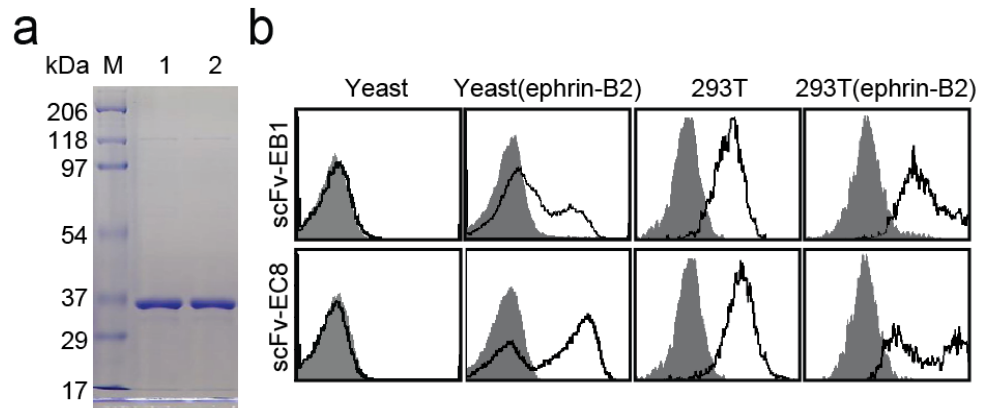 a
b
kDa M 1 2
206
118
97
54
37
29
17
Yeast Yeast(ephrin-B2) 293T 293T(ephrin-B2)
scFv-EB1
scFv-EC8